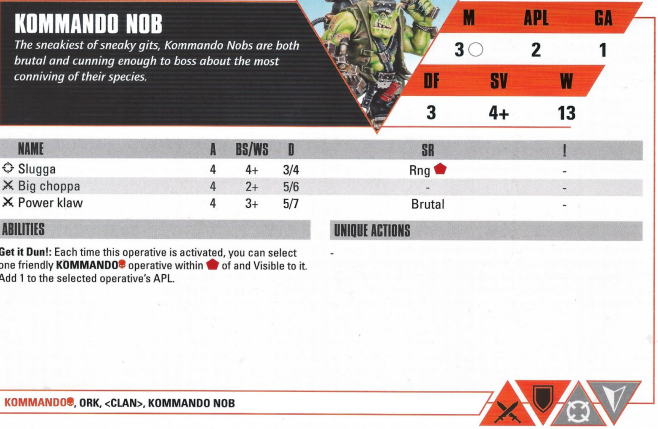 KOMMANDO NOB
The sneakiest of sneaky gits, Kommando Nobs are both
brutal and cunning enough to boss about the most
conniving of their species.
M APL GA
3 2 1
DF SV W
3 4+ 13
NAME A BS/WS D SR !
Slugga 4 4+ 3/4 Rng -
Big choppa 4 2+ 5/6 - -
Power klaw 4 3+ 5/7 Brutal -
ABILITIES
Get it Dun!: Each time this operative is activated, you can select
one friendly KOMMANDO operative within of and Visible to it.
Add 1 to the selected operative's APL.
UNIQUE ACTIONS
-
KOMMANDO, ORK, <CLAN>, KOMMANDO NOB